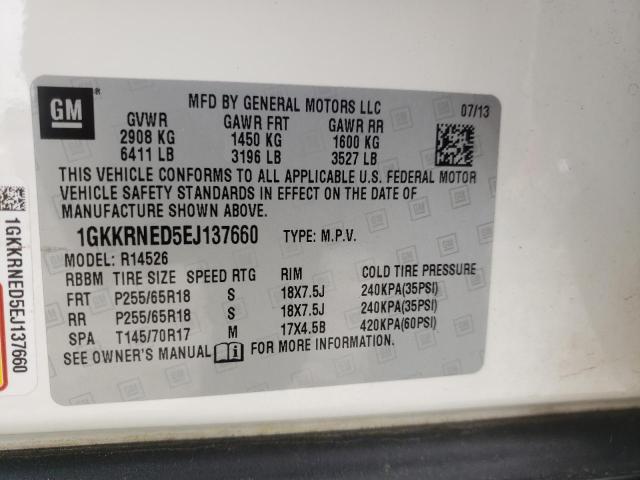 GM
MFD BY GENERAL MOTORS LLC
07/13
GVWR GAWR FRT GAWR RR
2908 KG 1450 KG 1600 KG
6411 LB 3196 LB 3527 LB
THIS VEHICLE CONFORMS TO ALL APPLICABLE U.S. FEDERAL MOTOR
VEHICLE SAFETY STANDARDS IN EFFECT ON THE DATE OF
MANUFACTURE SHOWN ABOVE.
1GKKRNED5EJ137660 TYPE: M.P.V.
MODEL: R14526
RBBM TIRE SIZE SPEED RTG RIM COLD TIRE PRESSURE
FRT P255/65R18 S 18X7.5J 240KPA(35PSI)
RR P255/65R18 S 18X7.5J 240KPA(35PSI)
SPA T145/70R17 M 17X4.5B 420KPA(60PSI)
SEE OWNER'S MANUAL FOR MORE INFORMATION.
1GKKRNED5EJ137660